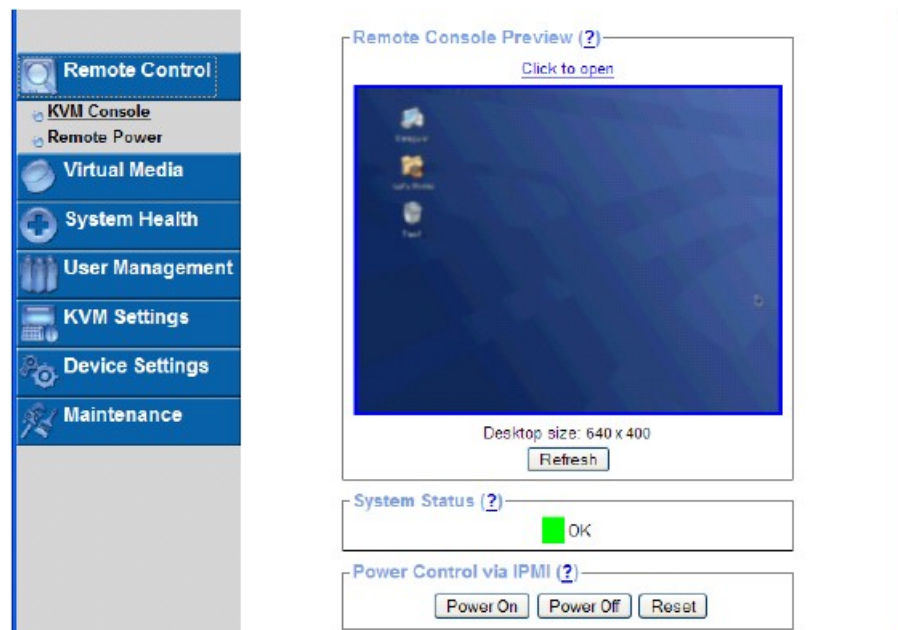 Remote Control
KVM Console
Remote Power
Virtual Media
System Health
User Management
KVM Settings
Device Settings
Maintenance
Remote Console Preview (?)
Click to open
Desktop size: 640 x 400
Refresh
System Status (?)
OK
Power Control via IPMI (?)
Power On Power Off Reset